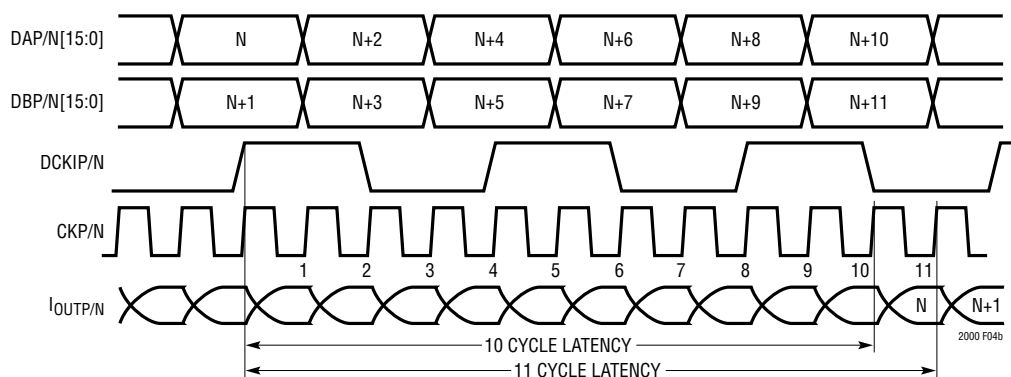 DAP/N[15:0] N N+2 N+4 N+6 N+8 N+10
DBP/N[15:0] N+1 N+3 N+5 N+7 N+9 N+11
DCKIP/N
CKP/N
1 2 3 4 5 6 7 8 9 10 11
IOUTP/N N N+1
2000 F04b
10 CYCLE LATENCY
11 CYCLE LATENCY